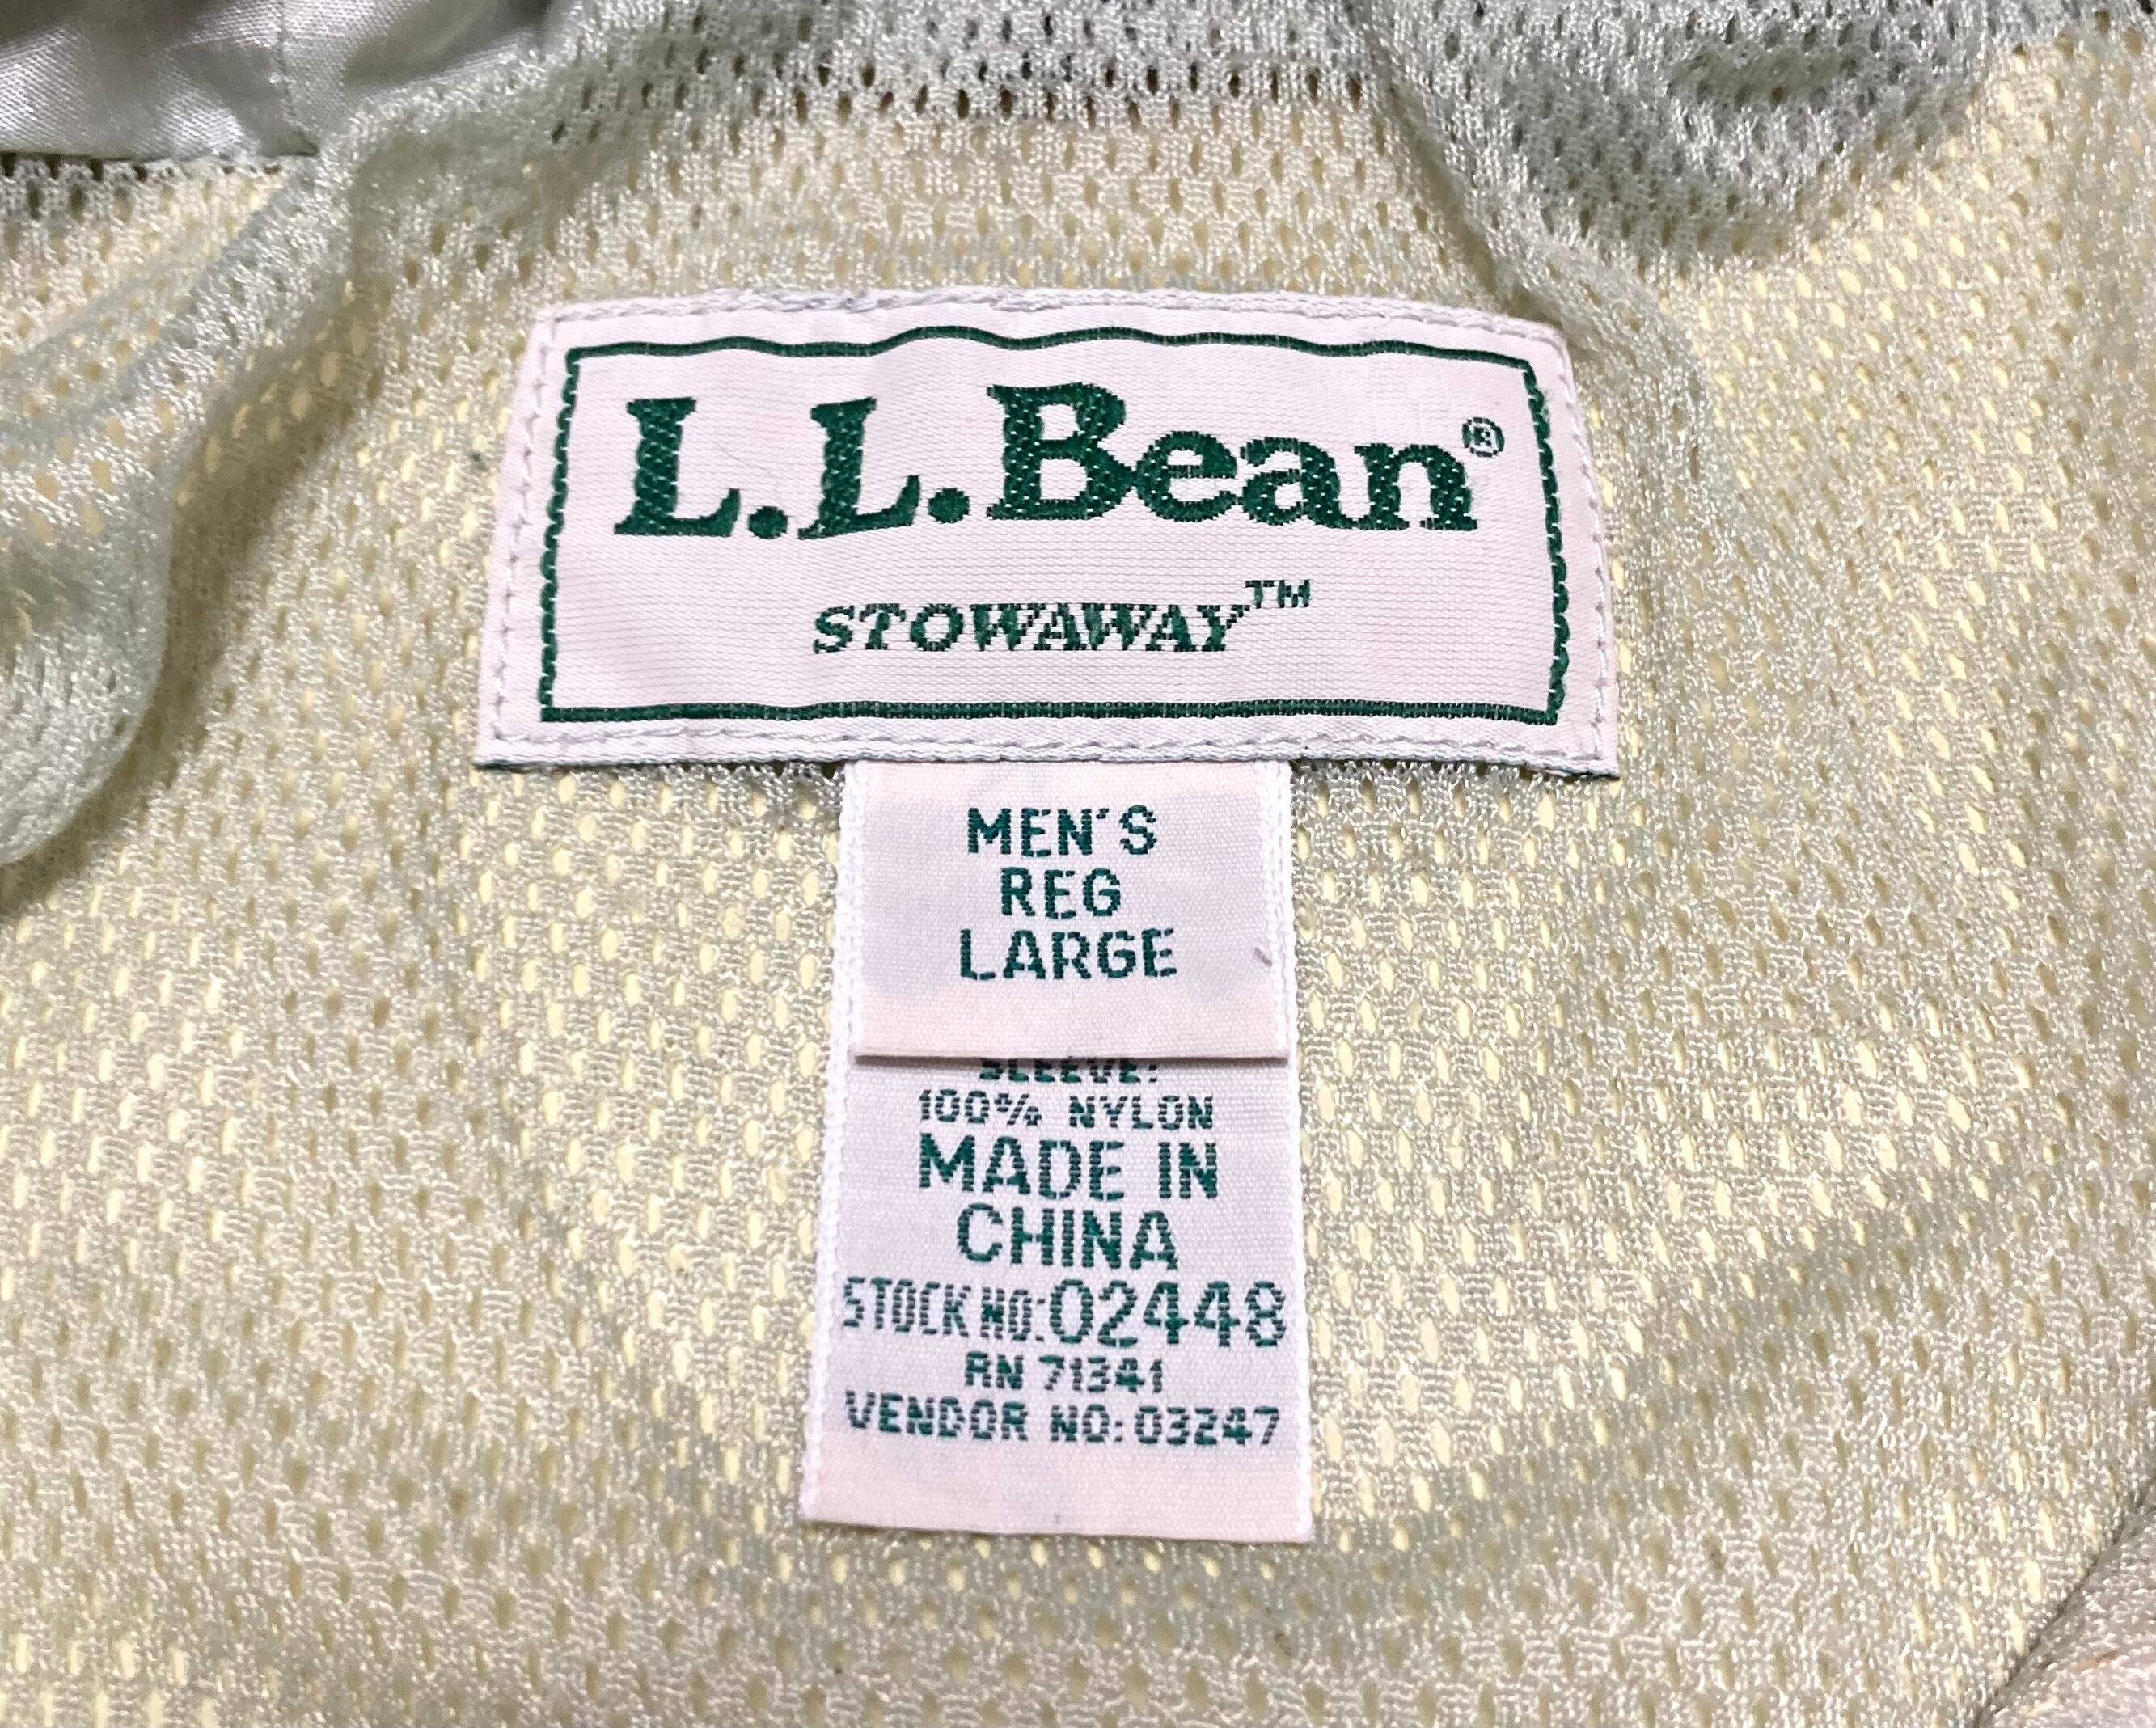 L.L.Bean®
STOWAWAY™
MEN'S
REG
LARGE
SLEEVE:
100% NYLON
MADE IN
CHINA
STOCK NO:02448
RN 71341
VENDOR NO:03247